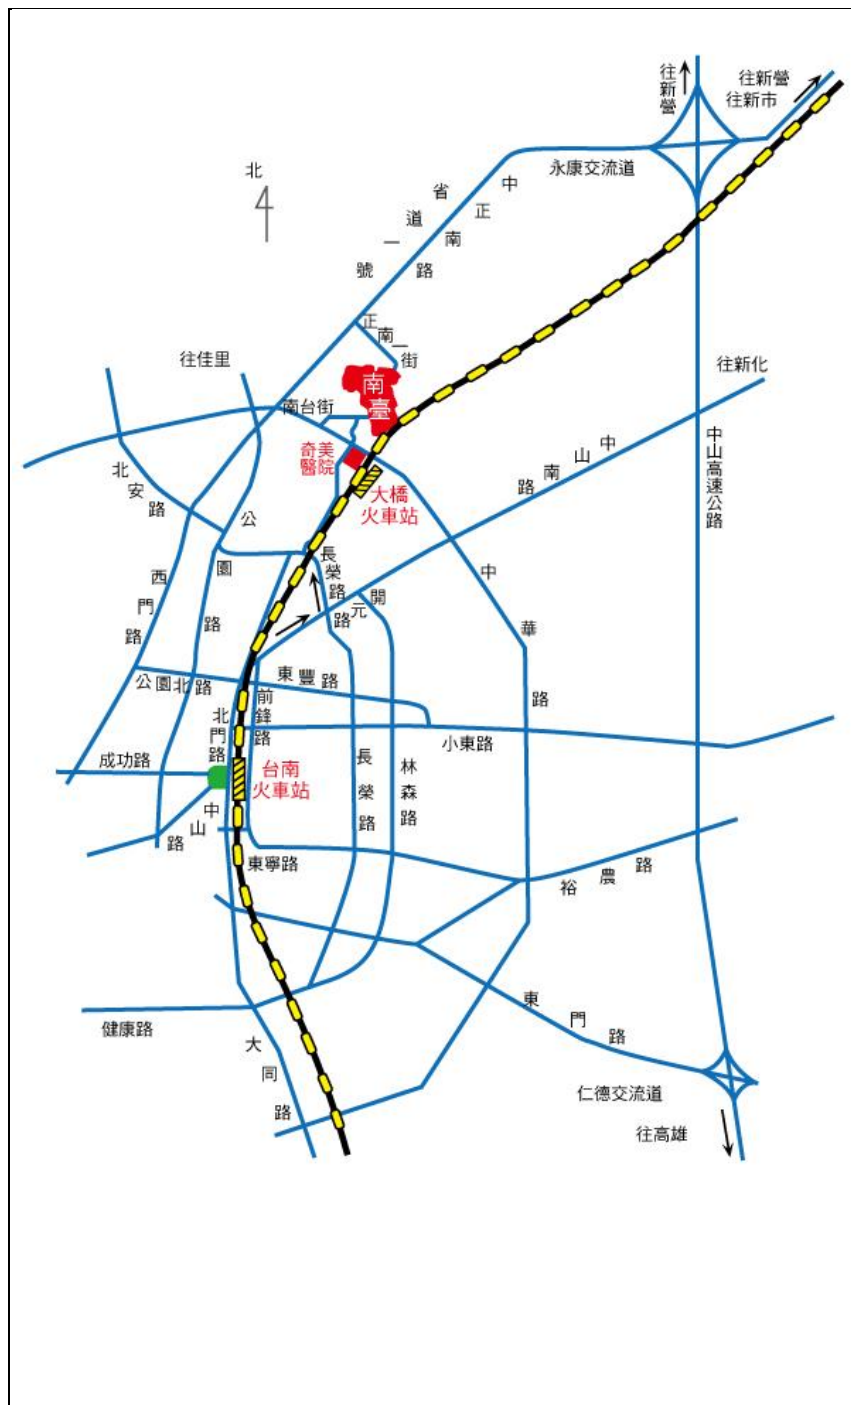 往新營
往新營
往新市
永康交流道
北
省道一號
中正南路
正南一街
往佳里
往新化
南臺
南台街
奇美
醫院
大橋
火車站
中山南路
中山高速公路
北安路
公園路
西門路
長榮路
開元路
中華路
公園北路
東豐路
北門路
前鋒路
小東路
成功路
台南
火車站
長榮路
林森路
中山路
東寧路
裕農路
東門路
健康路
大同路
仁德交流道
往高雄